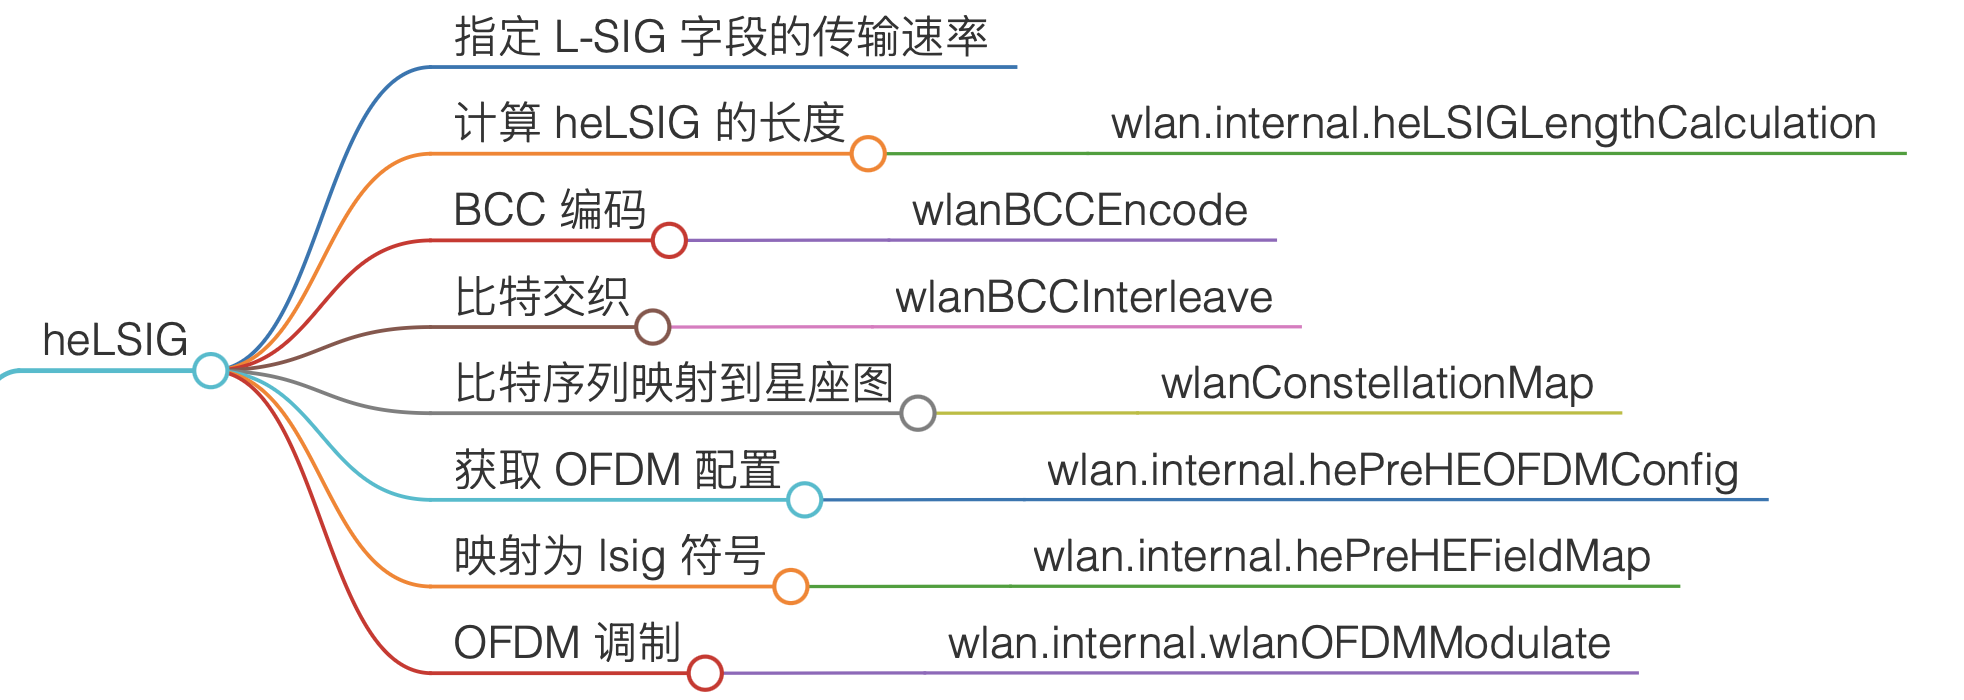 heLSIG
指定 L-SIG 字段的传输速率
计算 heLSIG 的长度
wlan.internal.heLSIGLengthCalculation
BCC 编码
wlanBCCEncode
比特交织
wlanBCCInterleave
比特序列映射到星座图
wlanConstellationMap
获取 OFDM 配置
wlan.internal.hePreHEOFDMConfig
映射为 lsig 符号
wlan.internal.hePreHEFieldMap
OFDM 调制
wlan.internal.wlanOFDMModulate